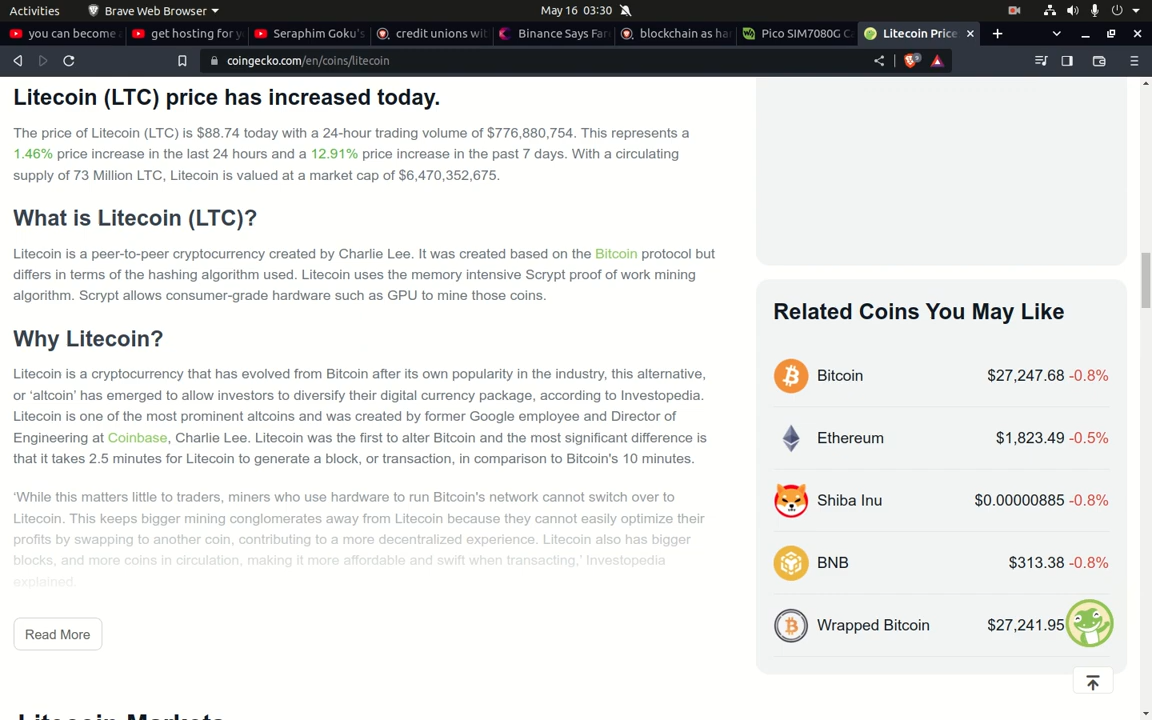 Activities
Brave Web Browser
May 16 03:30
you can become
get hosting for y
Seraphim Goku's
credit unions wit
Binance Says Far
blockchain as ha
Pico SIM7080G C
Litecoin Price
coingecko.com/en/coins/litecoin
Litecoin (LTC) price has increased today.
The price of Litecoin (LTC) is $88.74 today with a 24-hour trading volume of $776,880,754. This represents a
1.46% price increase in the last 24 hours and a 12.91% price increase in the past 7 days. With a circulating
supply of 73 Million LTC, Litecoin is valued at a market cap of $6,470,352,675.
What is Litecoin (LTC)?
Litecoin is a peer-to-peer cryptocurrency created by Charlie Lee. It was created based on the Bitcoin protocol but
differs in terms of the hashing algorithm used. Litecoin uses the memory intensive Scrypt proof of work mining
algorithm. Scrypt allows consumer-grade hardware such as GPU to mine those coins.
Why Litecoin?
Litecoin is a cryptocurrency that has evolved from Bitcoin after its own popularity in the industry, this alternative,
or ‘altcoin’ has emerged to allow investors to diversify their digital currency package, according to Investopedia.
Litecoin is one of the most prominent altcoins and was created by former Google employee and Director of
Engineering at Coinbase, Charlie Lee. Litecoin was the first to alter Bitcoin and the most significant difference is
that it takes 2.5 minutes for Litecoin to generate a block, or transaction, in comparison to Bitcoin's 10 minutes.
‘While this matters little to traders, miners who use hardware to run Bitcoin's network cannot switch over to
Litecoin. This keeps bigger mining conglomerates away from Litecoin because they cannot easily optimize their
profits by swapping to another coin, contributing to a more decentralized experience. Litecoin also has bigger
blocks, and more coins in circulation, making it more affordable and swift when transacting,’ Investopedia
explained.
Read More
Litecoin Markets
Related Coins You May Like
Bitcoin $27,247.68 -0.8%
Ethereum $1,823.49 -0.5%
Shiba Inu $0.00000885 -0.8%
BNB $313.38 -0.8%
Wrapped Bitcoin $27,241.95